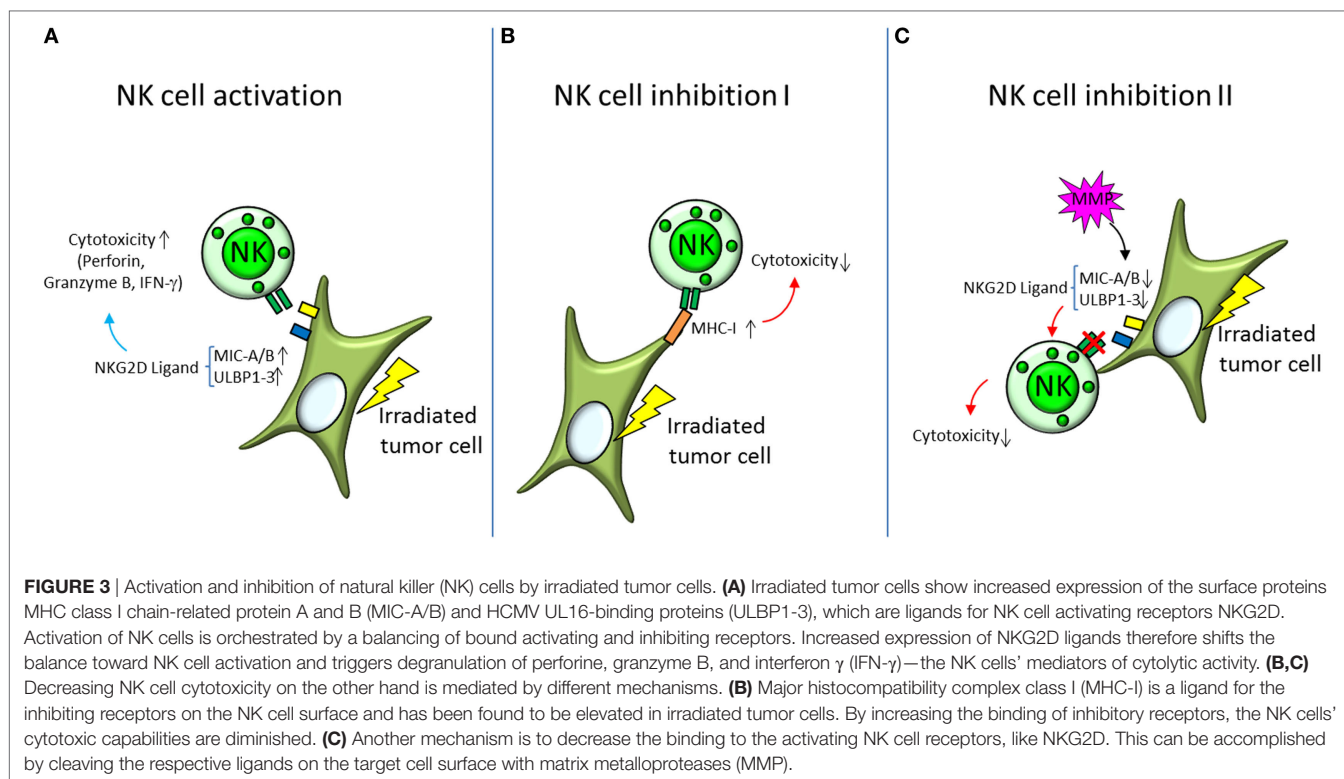 A
B
C
NK cell activation
NK cell inhibition I
NK cell inhibition II
Cytotoxicity ↑
(Perforin,
Granzyme B, IFN-γ)
NK
NKG2D Ligand
MIC-A/B ↑
ULBP1-3↑
Irradiated
tumor cell
NK
Cytotoxicity↓
MHC-I ↑
Irradiated
tumor cell
MMP
NKG2D Ligand
MIC-A/B↓
ULBP1-3↓
Irradiated
tumor cell
NK
Cytotoxicity↓
FIGURE 3 | Activation and inhibition of natural killer (NK) cells by irradiated tumor cells. (A) Irradiated tumor cells show increased expression of the surface proteins
MHC class I chain-related protein A and B (MIC-A/B) and HCMV UL16-binding proteins (ULBP1-3), which are ligands for NK cell activating receptors NKG2D.
Activation of NK cells is orchestrated by a balancing of bound activating and inhibiting receptors. Increased expression of NKG2D ligands therefore shifts the
balance toward NK cell activation and triggers degranulation of perforine, granzyme B, and interferon γ (IFN-γ)—the NK cells' mediators of cytolytic activity. (B,C)
Decreasing NK cell cytotoxicity on the other hand is mediated by different mechanisms. (B) Major histocompatibility complex class I (MHC-I) is a ligand for the
inhibiting receptors on the NK cell surface and has been found to be elevated in irradiated tumor cells. By increasing the binding of inhibitory receptors, the NK cells'
cytotoxic capabilities are diminished. (C) Another mechanism is to decrease the binding to the activating NK cell receptors, like NKG2D. This can be accomplished
by cleaving the respective ligands on the target cell surface with matrix metalloproteases (MMP).